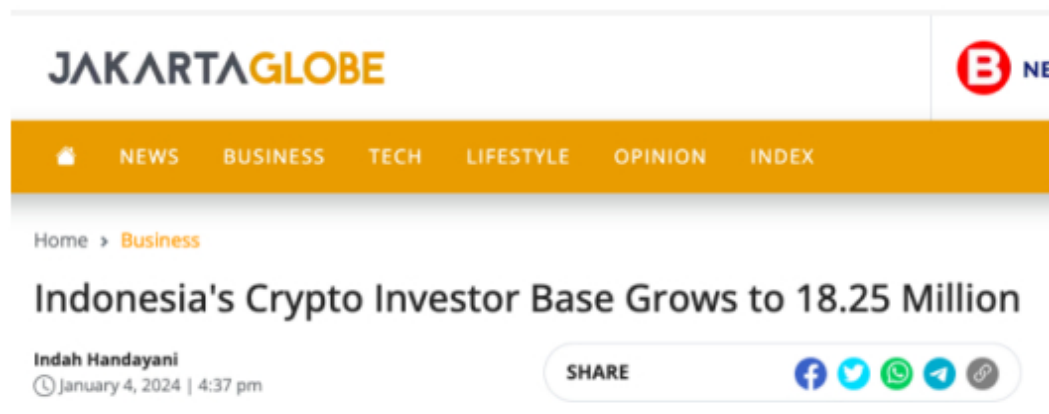 JAKARTAGLOBE
B
NEWS BUSINESS TECH LIFESTYLE OPINION INDEX
Home > Business
Indonesia's Crypto Investor Base Grows to 18.25 Million
Indah Handayani
January 4, 2024 | 4:37 pm
SHARE